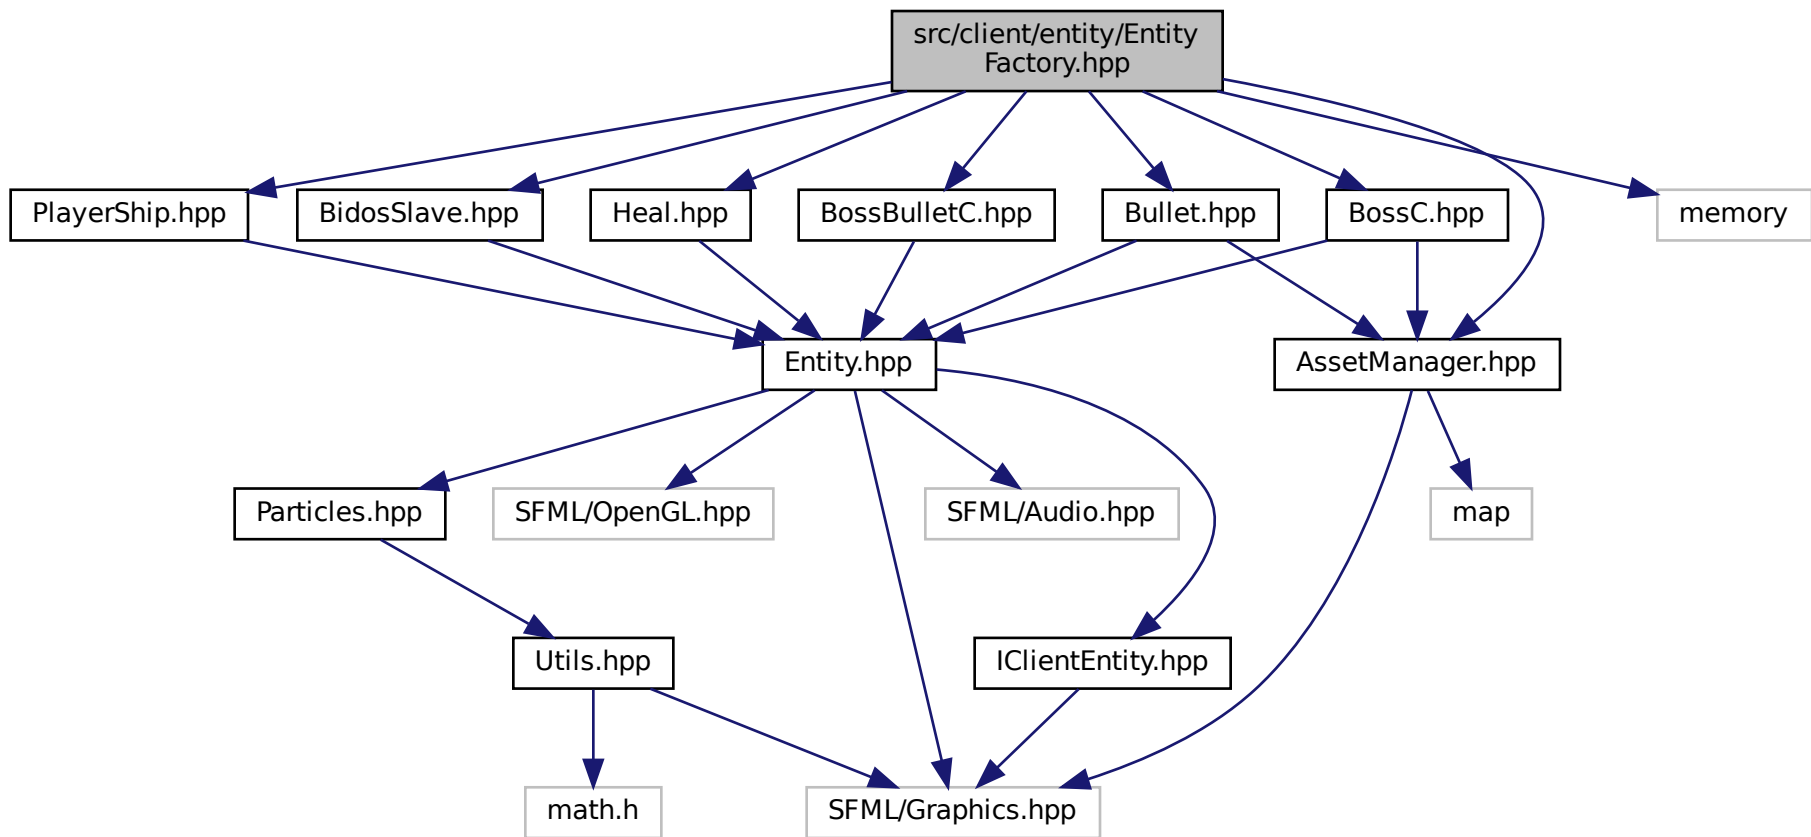 src/client/entity/Entity
Factory.hpp
PlayerShip.hpp
BidosSlave.hpp
Heal.hpp
BossBulletC.hpp
Bullet.hpp
BossC.hpp
memory
Entity.hpp
AssetManager.hpp
Particles.hpp
SFML/OpenGL.hpp
SFML/Audio.hpp
map
Utils.hpp
IClientEntity.hpp
math.h
SFML/Graphics.hpp